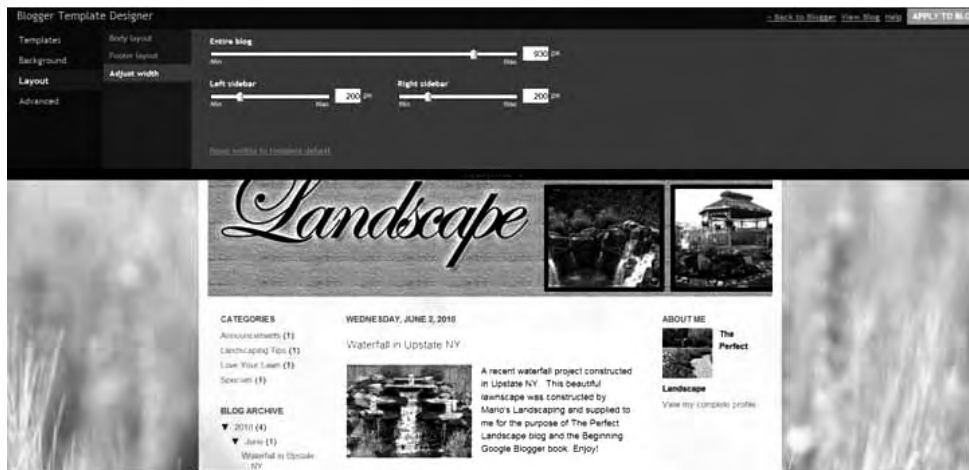 Blogger Template Designer
« Back to Blogger View Blog Help APPLY TO BLO
Templates
Background
Layout
Advanced
Body layout
Footer layout
Adjust width
Entire blog
930 px
Min Max
Left sidebar
200 px
Min Max
Right sidebar
200 px
Min Max
Reset widths to template default
Landscape
CATEGORIES
Announcements (1)
Landscaping Tips (1)
Love Your Lawn (1)
Specials (1)
BLOG ARCHIVE
▼ 2010 (4)
▼ June (1)
Waterfall in Upstate
NY
WEDNESDAY, JUNE 2, 2010
Waterfall in Upstate NY
A recent waterfall project constructed
in Upstate NY. This beautiful
lawnscape was constructed by
Mario's Landscaping and supplied to
me for the purpose of The Perfect
Landscape blog and the Beginning
Google Blogger book. Enjoy!
ABOUT ME
The
Perfect
Landscape
View my complete profile